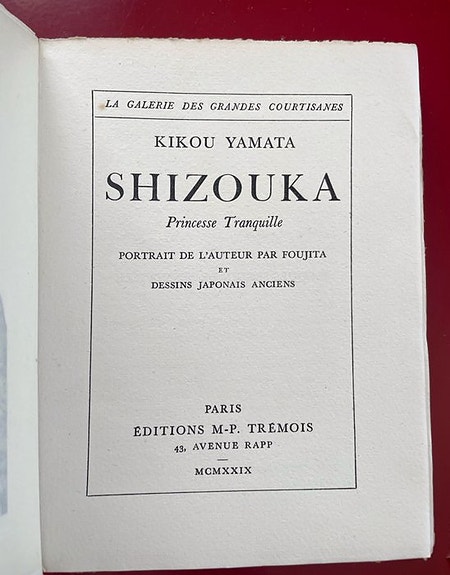 LA GALERIE DES GRANDES COURTISANES
KIKOU YAMATA
SHIZOUKA
Princesse Tranquille
PORTRAIT DE L'AUTEUR PAR FOUJITA
ET
DESSINS JAPONAIS ANCIENS
PARIS
ÉDITIONS M-P. TRÉMOIS
43, AVENUE RAPP
—
MCMXXIX